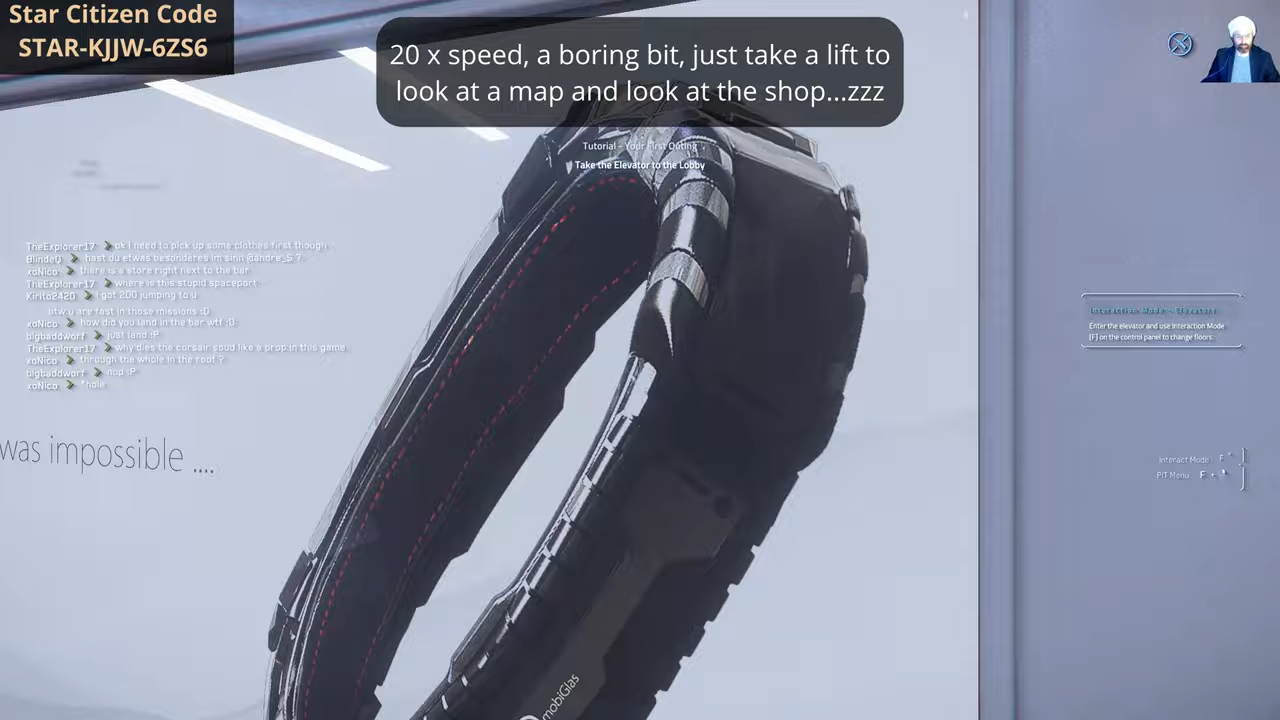 Star Citizen Code
STAR-KJJW-6ZS6
20 x speed, a boring bit, just take a lift to
look at a map and look at the shop...zzz
Tutorial - Your First Outing
Take the Elevator to the Lobby
TheExplorer17 > ok I need to pick up some clothes first though
BlindeQ > hast du etwas besonderes im sinn @andre_S ?
xoNico > there is a store right next to the bar
TheExplorer17 > where is this stupid spaceport
Kirito2420 > I got 200 jumping to u
btw u are fast in those missions :D
xoNico > how did you land in the bar wtf :D
bigbaddworf > just land :P
TheExplorer17 > why dies the corsair soud like a prop in this game
xoNico > through the whole in the roof ?
bigbaddworf > nop :P
xoNico > *hole
was impossible ....
Interaction Mode - Elevators
Enter the elevator and use Interaction Mode
[F] on the control panel to change floors.
Interact Mode F
PIT Menu F +
mobiGlas